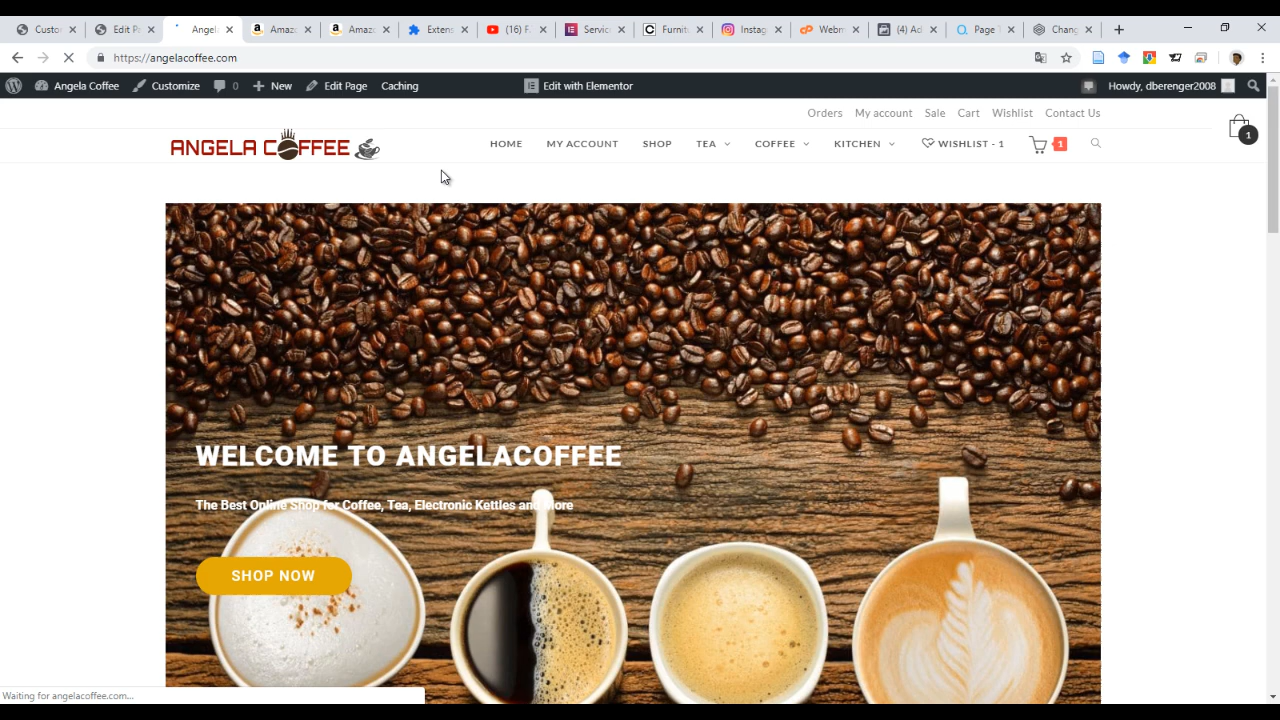 Custo Edit P Angel Amaz Amaz Extens (16) F Servic Furnit Instag Webm (4) Ad Page Chang
https://angelacoffee.com
Angela Coffee Customize 0 New Edit Page Caching Edit with Elementor Howdy, dberenger2008
Orders My account Sale Cart Wishlist Contact Us
1
ANGELA COFFEE HOME MY ACCOUNT SHOP TEA COFFEE KITCHEN WISHLIST - 1 1
WELCOME TO ANGELACOFFEE
The Best Online Shop for Coffee, Tea, Electronic Kettles and More
SHOP NOW
Waiting for angelacoffee.com...